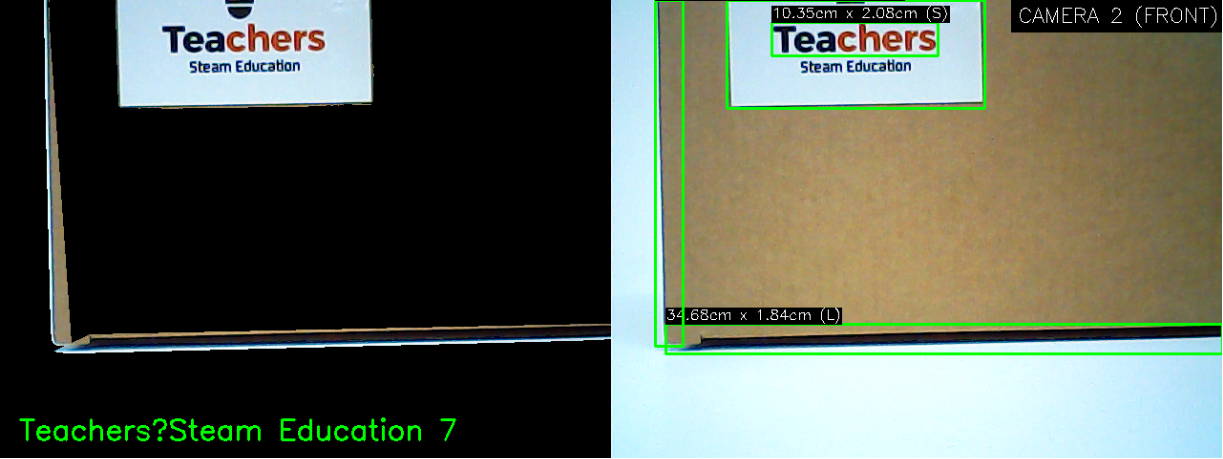 Teachers
Steam Education
Teachers?Steam Education 7
10.35cm x 2.08cm (S)
CAMERA 2 (FRONT)
Teachers
Steam Education
34.68cm x 1.84cm (L)